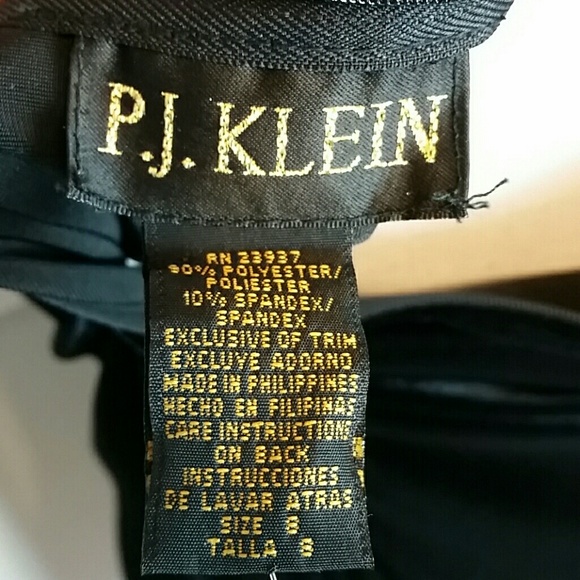 P.J. KLEIN
RN 23937
90% POLYESTER/
POLIESTER
10% SPANDEX/
SPANDEX
EXCLUSIVE OF TRIM
EXCLUVE ADORNO
MADE IN PHILIPPINES
HECHO EN FILIPINAS
CARE INSTRUCTIONS
ON BACK
INSTRUCCIONES
DE LAVAR ATRAS
SIZE 8
TALLA 8